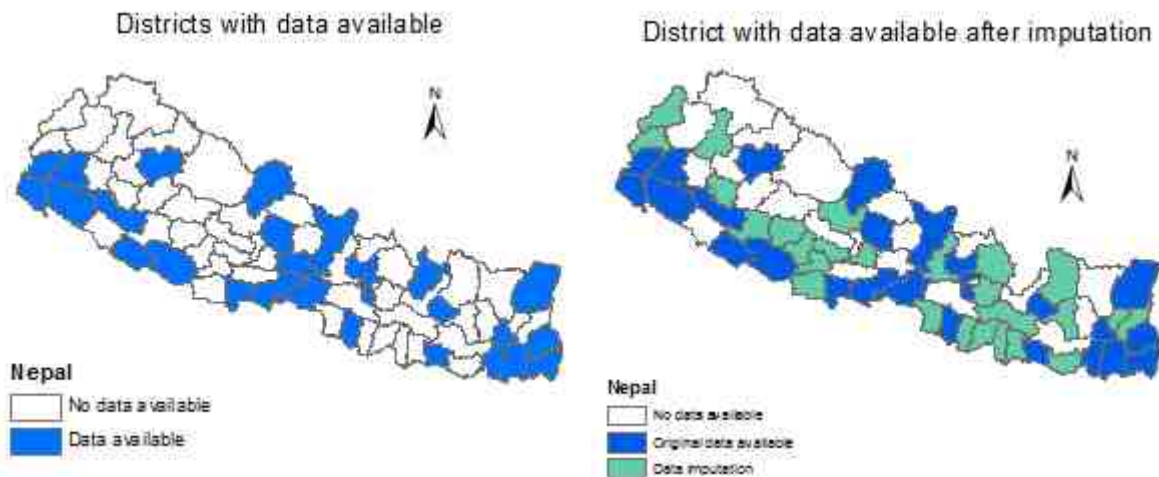 Districts with data available
N
Nepal
No data available
Data available
District with data available after imputation
N
Nepal
No data available
Original data available
Data imputation